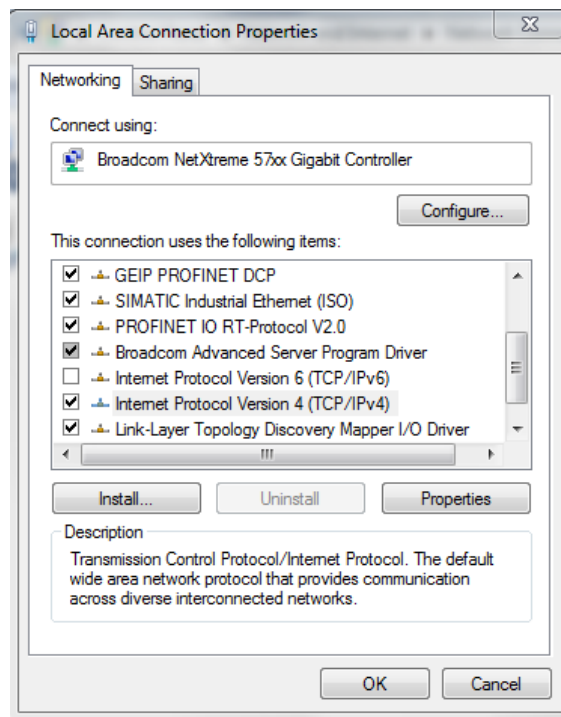 Local Area Connection Properties
Networking
Sharing
Connect using:
Broadcom NetXtreme 57xx Gigabit Controller
Configure...
This connection uses the following items:
GEIP PROFINET DCP
SIMATIC Industrial Ethernet (ISO)
PROFINET IO RT-Protocol V2.0
Broadcom Advanced Server Program Driver
Internet Protocol Version 6 (TCP/IPv6)
Internet Protocol Version 4 (TCP/IPv4)
Link-Layer Topology Discovery Mapper I/O Driver
Install...
Uninstall
Properties
Description
Transmission Control Protocol/Internet Protocol. The default
wide area network protocol that provides communication
across diverse interconnected networks.
OK
Cancel